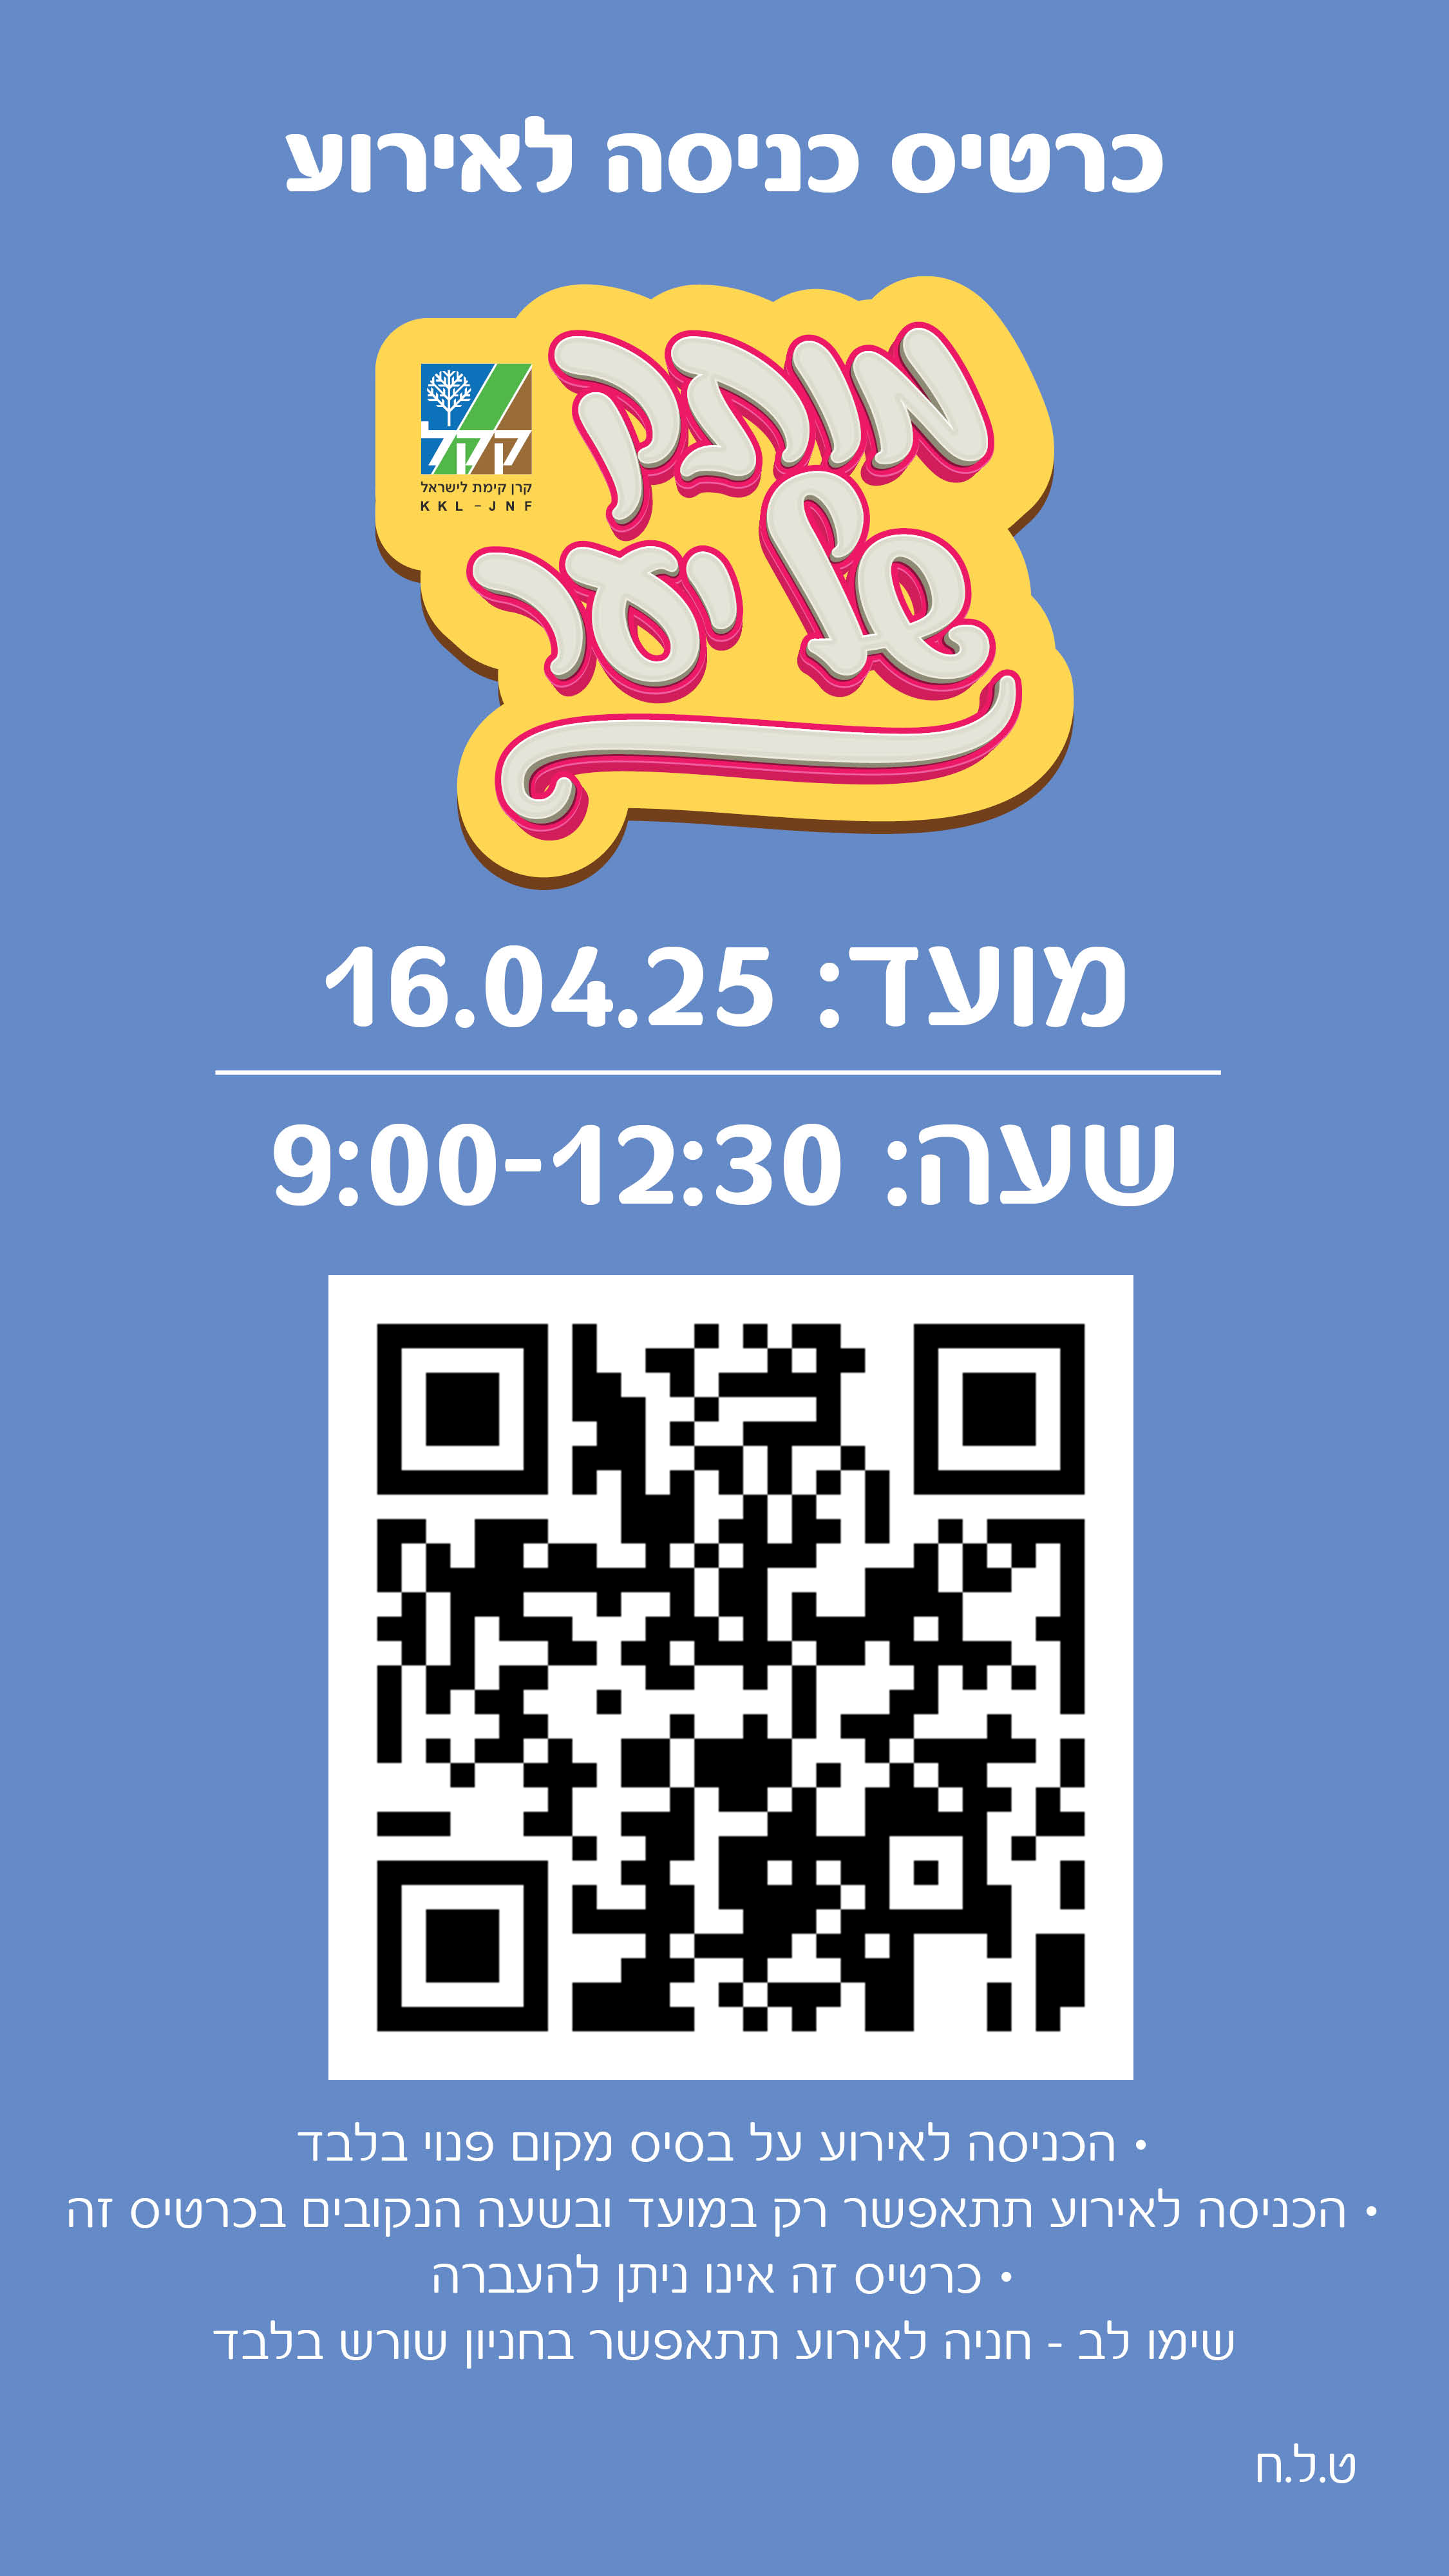 כרטיס כניסה לאירוע
מותק
של יער
קקל
קרן קימת לישראל
KKL-JNF
מועד: 16.04.25
שעה: 9:00-12:30
• הכניסה לאירוע על בסיס מקום פנוי בלבד
• הכניסה לאירוע תתאפשר רק במועד ובשעה הנקובים בכרטיס זה
• כרטיס זה אינו ניתן להעברה
שימו לב - חניה לאירוע תתאפשר בחניון שורש בלבד
ט.ל.ח